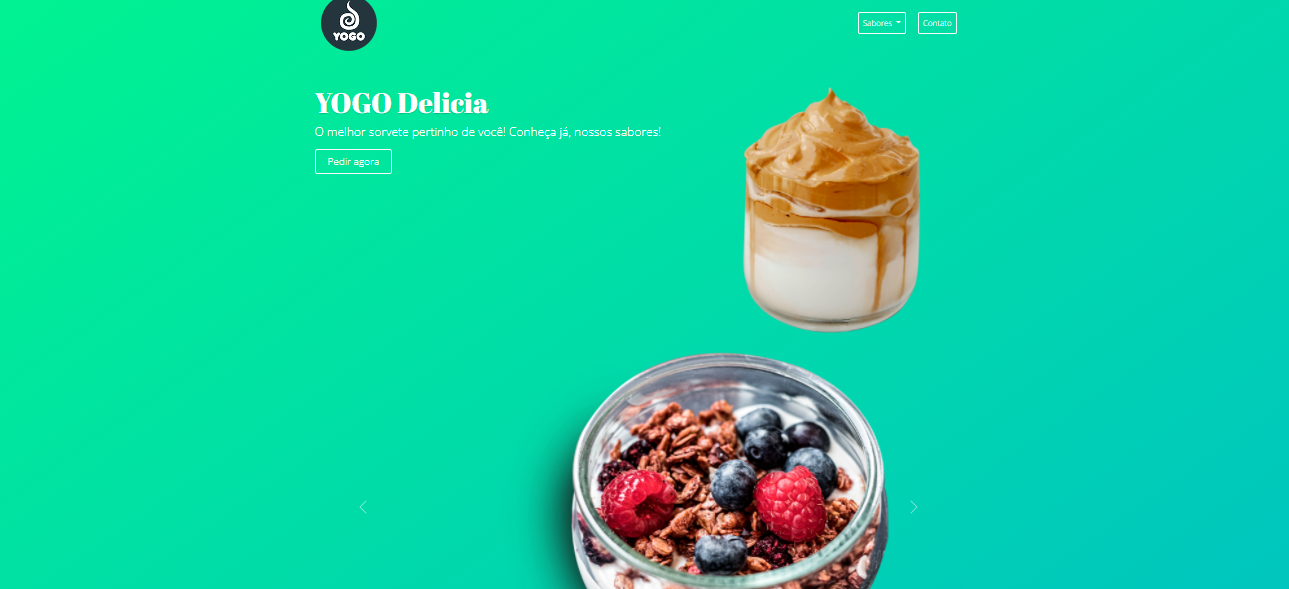 YOGO
Sabores
Contato
YOGO Delicia
O melhor sorvete pertinho de você! Conheça já, nossos sabores!
Pedir agora